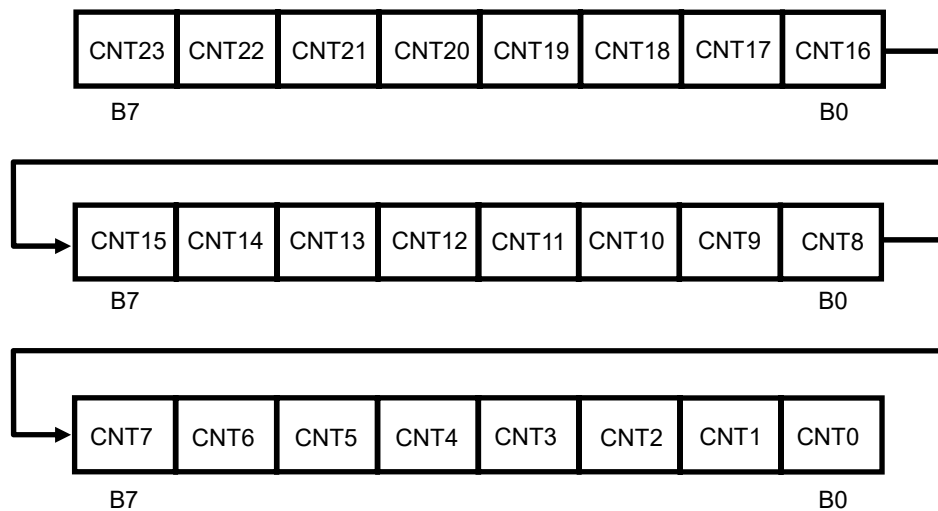 CNT23 CNT22 CNT21 CNT20 CNT19 CNT18 CNT17 CNT16
B7 B0
CNT15 CNT14 CNT13 CNT12 CNT11 CNT10 CNT9 CNT8
B7 B0
CNT7 CNT6 CNT5 CNT4 CNT3 CNT2 CNT1 CNT0
B7 B0